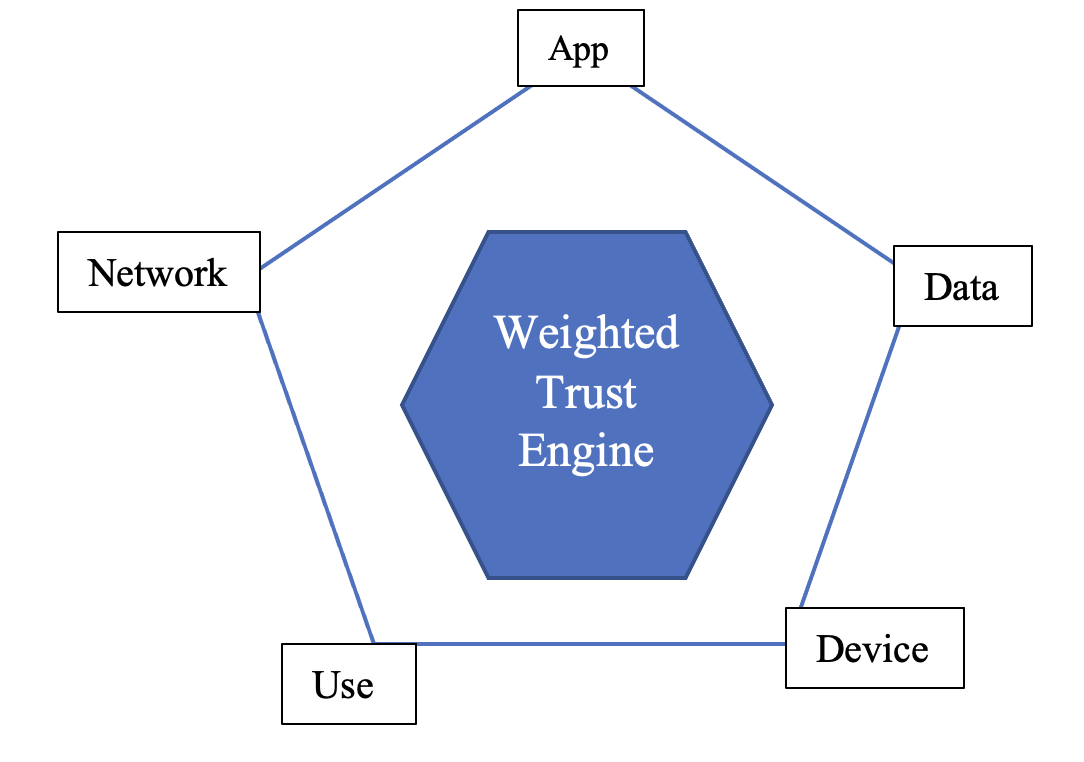 App
Network
Data
Weighted
Trust
Engine
Device
Use